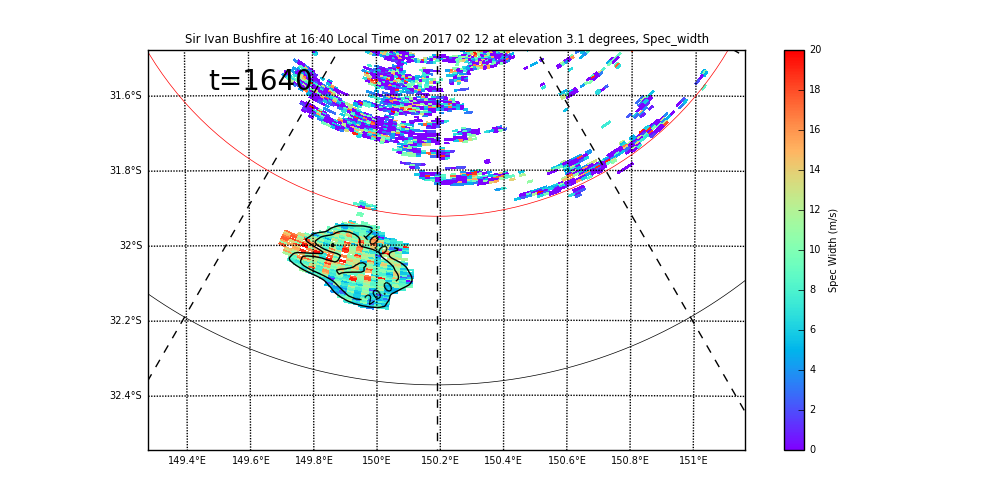 Sir Ivan Bushfire at 16:40 Local Time on 2017 02 12 at elevation 3.1 degrees, Spec_width
t=1640
31.6°S
31.8°S
32°S
32.2°S
32.4°S
20.0
149.4°E 149.6°E 149.8°E 150°E 150.2°E 150.4°E 150.6°E 150.8°E 151°E
20
18
16
14
12
10
8
6
4
2
0
Spec Width (m/s)